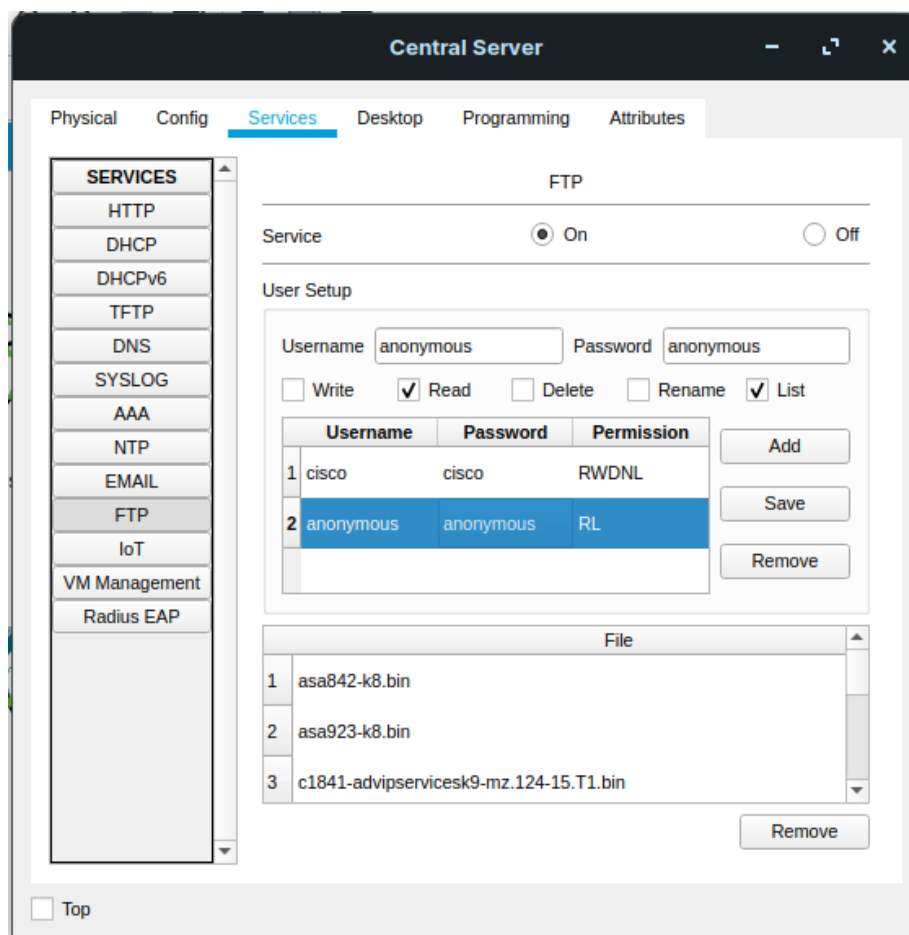 Central Server
Physical Config Services Desktop Programming Attributes
SERVICES
HTTP
DHCP
DHCPv6
TFTP
DNS
SYSLOG
AAA
NTP
EMAIL
FTP
IoT
VM Management
Radius EAP
FTP
Service On Off
User Setup
Username anonymous Password anonymous
Write Read Delete Rename List
Username Password Permission
1 cisco cisco RWDNL
2 anonymous anonymous RL
Add
Save
Remove
File
1 asa842-k8.bin
2 asa923-k8.bin
3 c1841-advipservicesk9-mz.124-15.T1.bin
Remove
Top